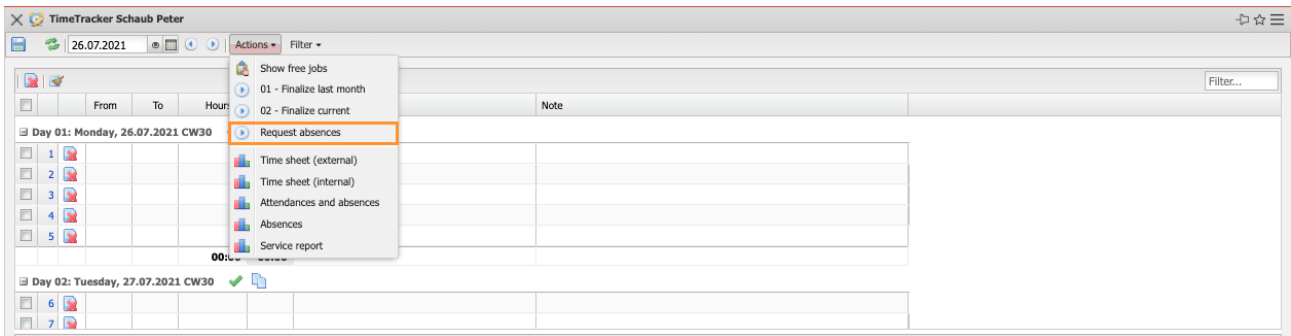 TimeTracker Schaub Peter
26.07.2021 Actions Filter
Show free jobs
01 - Finalize last month
02 - Finalize current
Request absences
Time sheet (external)
Time sheet (internal)
Attendances and absences
Absences
Service report
Filter...
From To Hours Note
Day 01: Monday, 26.07.2021 CW30
1
2
3
4
5
Day 02: Tuesday, 27.07.2021 CW30
6
7